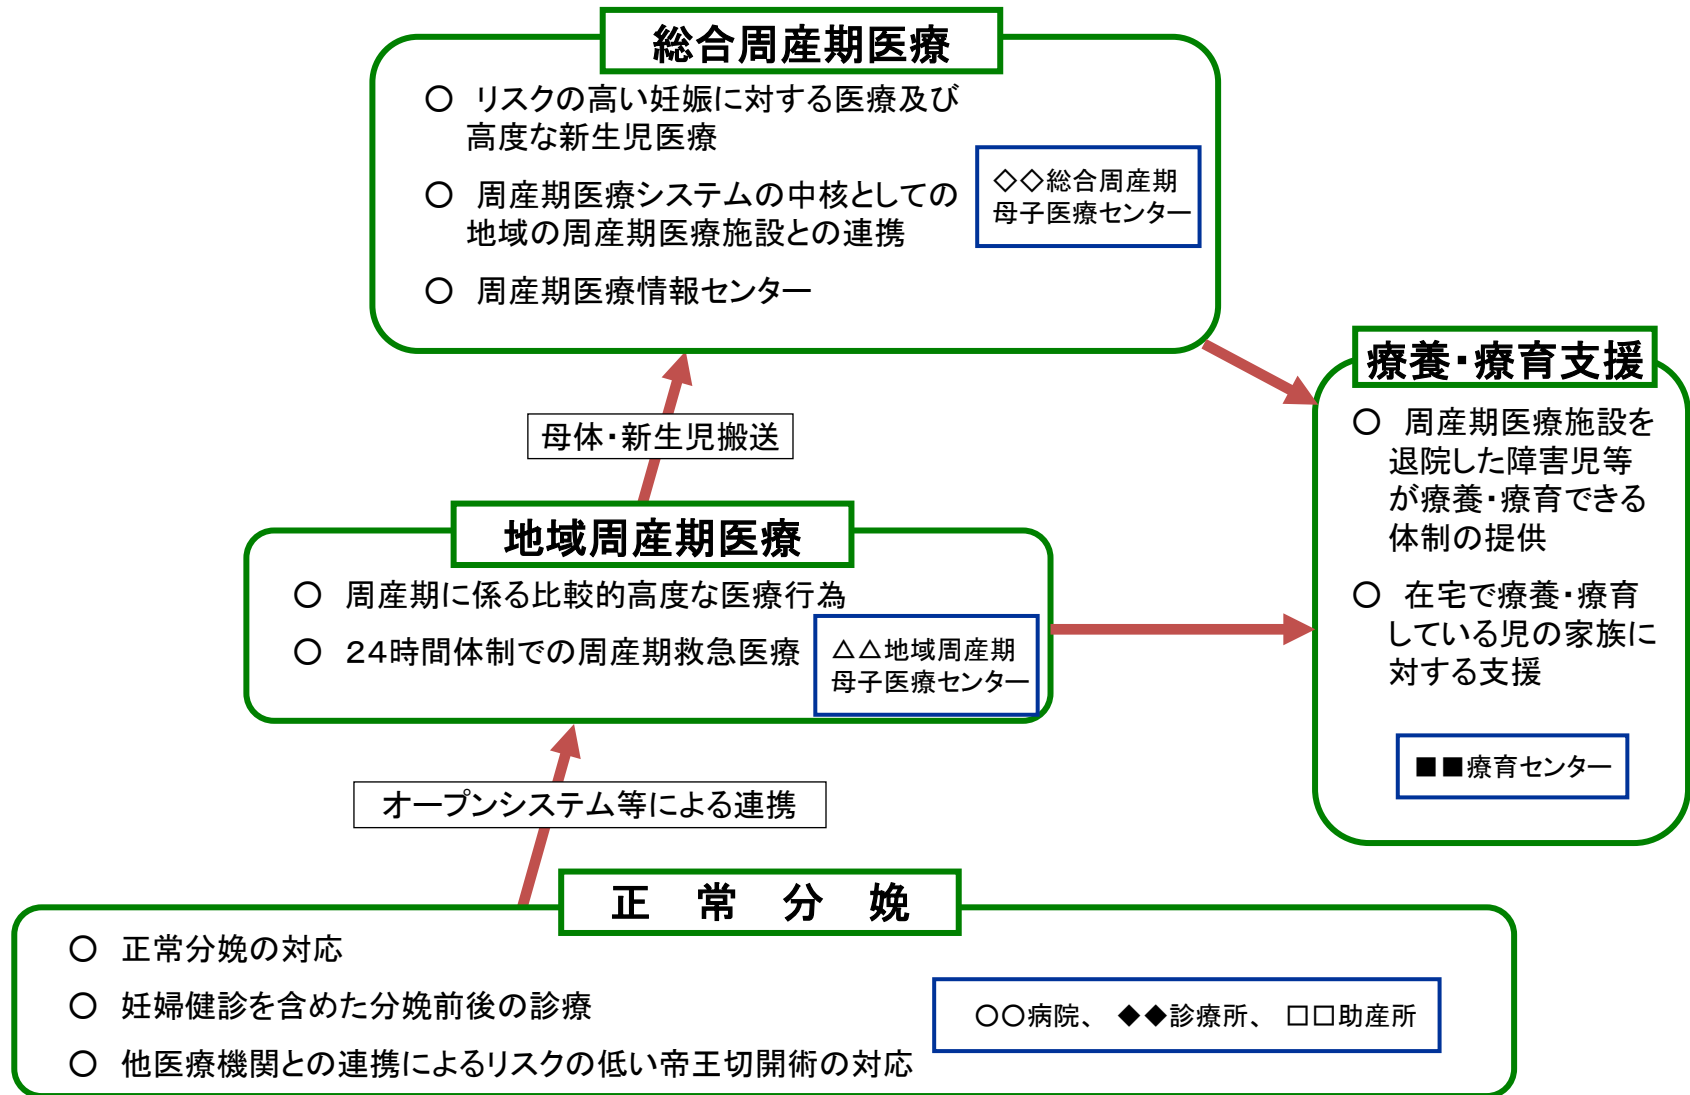 総合周産期医療
○ リスクの高い妊娠に対する医療及び
高度な新生児医療
○ 周産期医療システムの中核としての
地域の周産期医療施設との連携
○ 周産期医療情報センター
◇◇総合周産期
母子医療センター
療養・療育支援
○ 周産期医療施設を
退院した障害児等
が療養・療育できる
体制の提供
○ 在宅で療養・療育
している児の家族に
対する支援
■■療育センター
母体・新生児搬送
地域周産期医療
○ 周産期に係る比較的高度な医療行為
○ 24時間体制での周産期救急医療
△△地域周産期
母子医療センター
オープンシステム等による連携
正 常 分 娩
○ 正常分娩の対応
○ 妊婦健診を含めた分娩前後の診療
○ 他医療機関との連携によるリスクの低い帝王切開術の対応
○○病院、 ◆◆診療所、 □□助産所